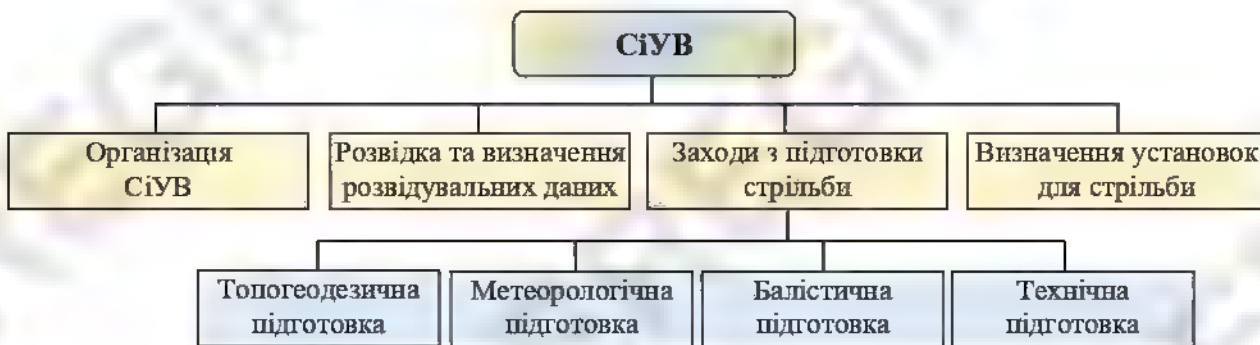 СіУВ
Організація
СіУВ
Розвідка та визначення
розвідувальних даних
Заходи з підготовки
стрільби
Визначення установок
для стрільби
Топогеодезична
підготовка
Метеорологічна
підготовка
Балістична
підготовка
Технічна
підготовка